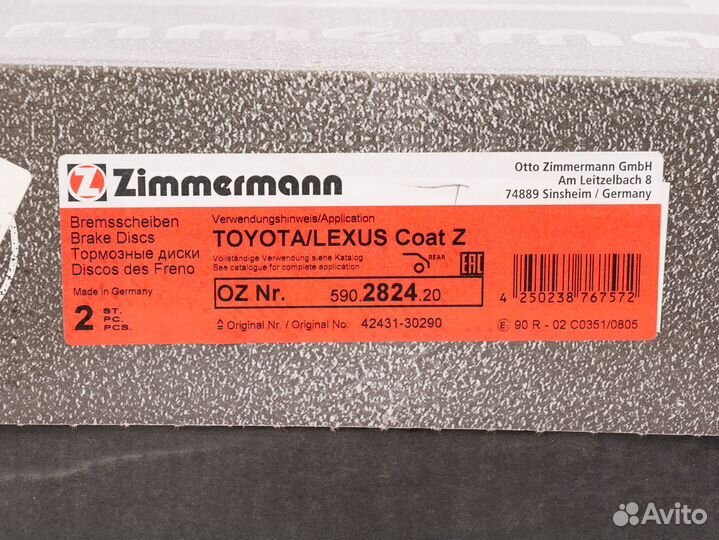 mmerma
Z Zimmermann
Otto Zimmermann GmbH
Am Leitzelbach 8
74889 Sinsheim / Germany
Bremsscheiben
Brake Discs
Тормозные диски
Discos des Freno
Made in Germany
2 ST.
PC.
PCS.
Verwendungshinweis/Application
TOYOTA/LEXUS Coat Z
Vollständige Verwendung siehe Katalog
See catalogue for complete application
REAR
EAC
OZ Nr. 590.2824.20
≙ Original Nr. / Original No. 42431-30290
4 250238 767572
E 90 R - 02 C0351/0805
Avito